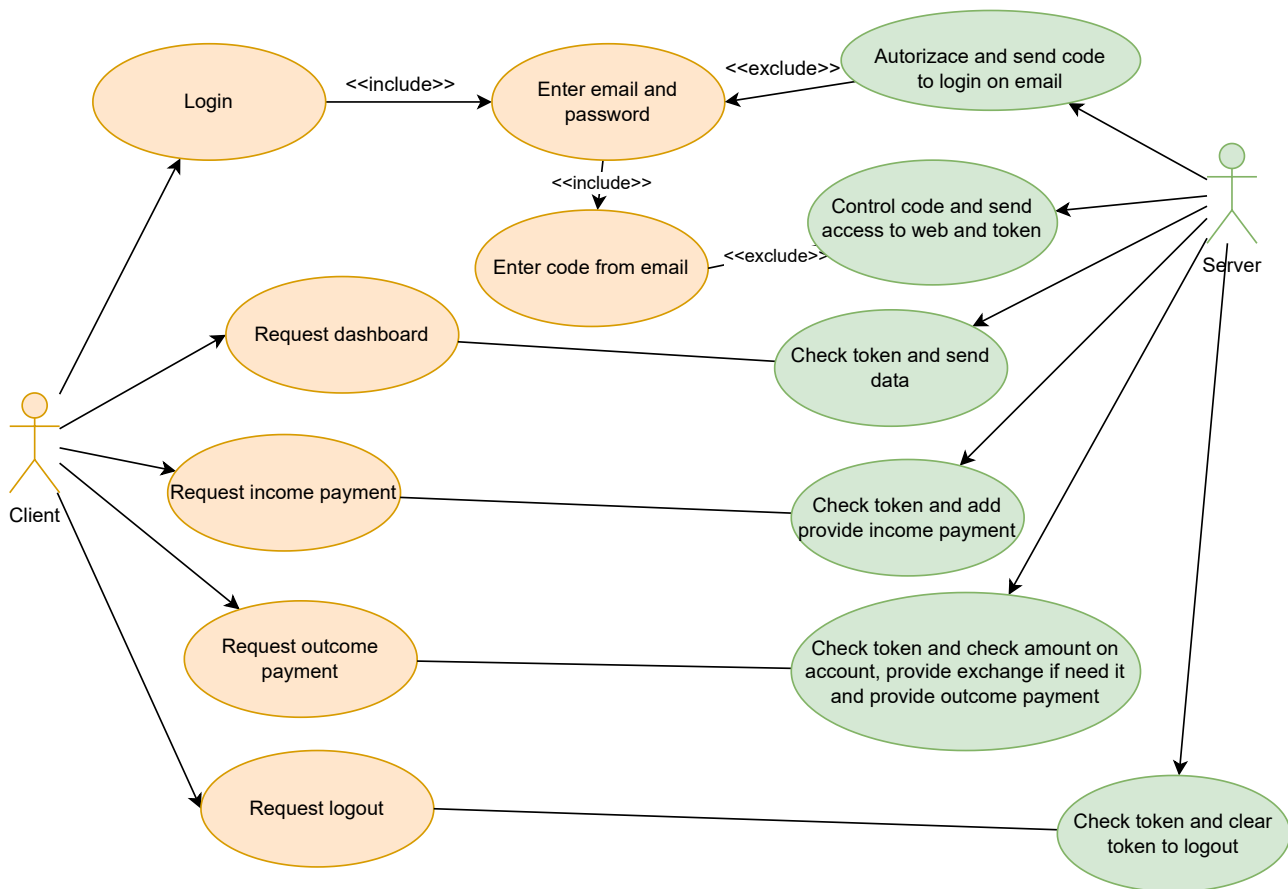 Login
<<include>>
Enter email and
password
<<exclude>>
Autorizace and send code
to login on email
<<include>>
Enter code from email
<<exclude>>
Control code and send
access to web and token
Server
Request dashboard
Check token and send
data
Client
Request income payment
Check token and add
provide income payment
Request outcome
payment
Check token and check amount on
account, provide exchange if need it
and provide outcome payment
Request logout
Check token and clear
token to logout